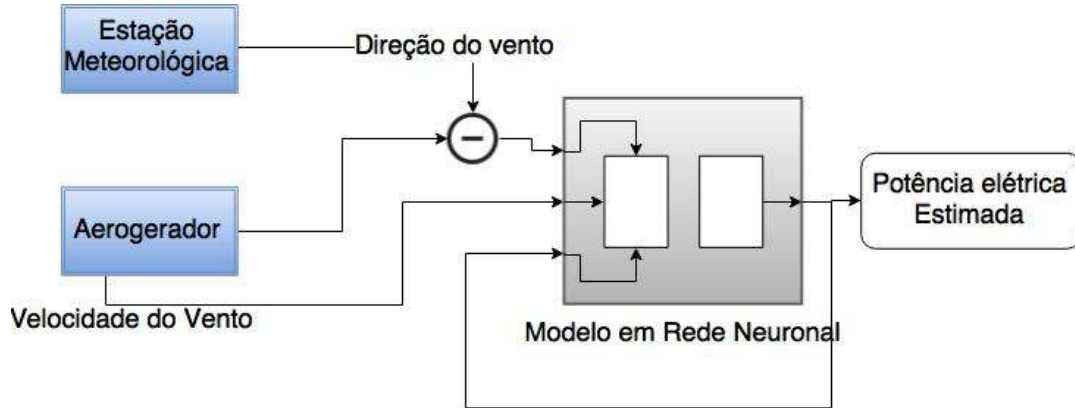 Estação
Meteorológica
Direção do vento
Aerogerador
Velocidade do Vento
Modelo em Rede Neuronal
Potência elétrica
Estimada